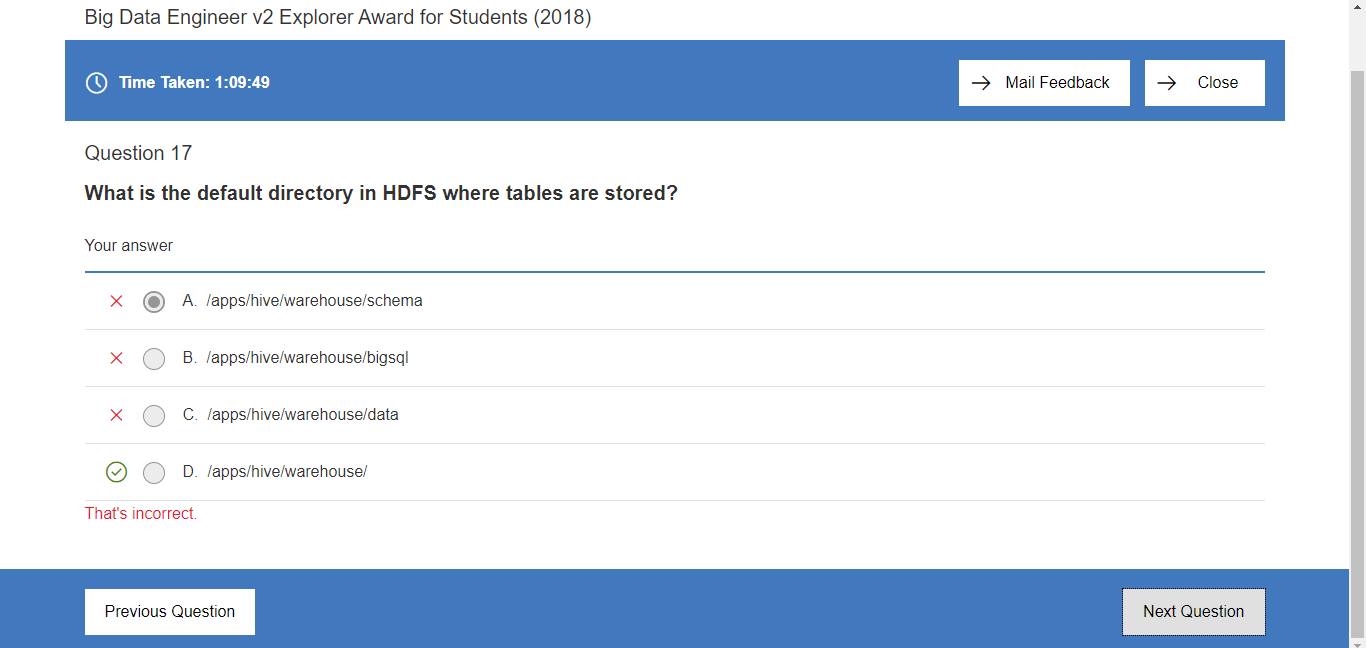 Big Data Engineer v2 Explorer Award for Students (2018)
Time Taken: 1:09:49
Mail Feedback
Close
Question 17
What is the default directory in HDFS where tables are stored?
Your answer
A. /apps/hive/warehouse/schema
B. /apps/hive/warehouse/bigsql
C. /apps/hive/warehouse/data
D. /apps/hive/warehouse/
That's incorrect.
Previous Question
Next Question